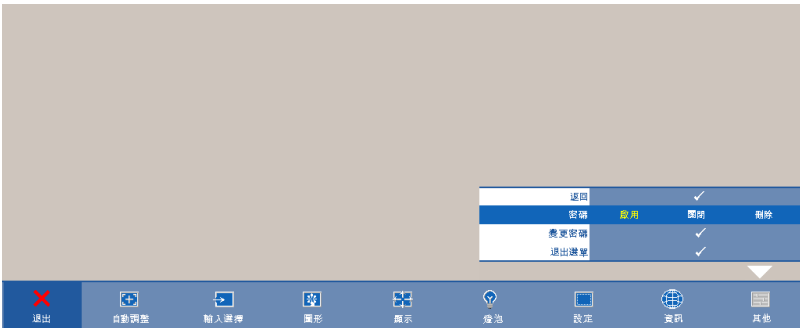 返回
密碼 啟用 關閉 刪除
變更密碼
退出選單
退出 自動調整 輸入選擇 圖形 顯示 燈泡 設定 資訊 其他